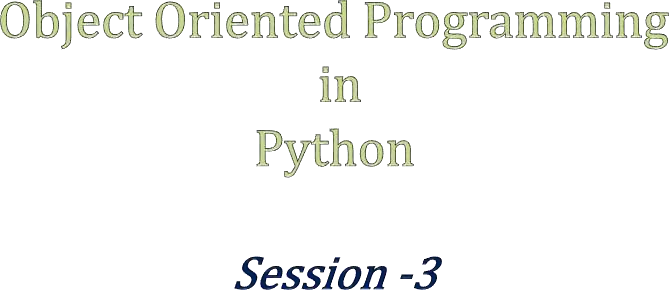 Object Oriented Programming
in
Python
Session -3